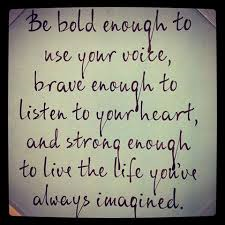 Be bold enough to
use your voice,
brave enough to
listen to your heart,
and strong enough
to live the life you've
always imagined.